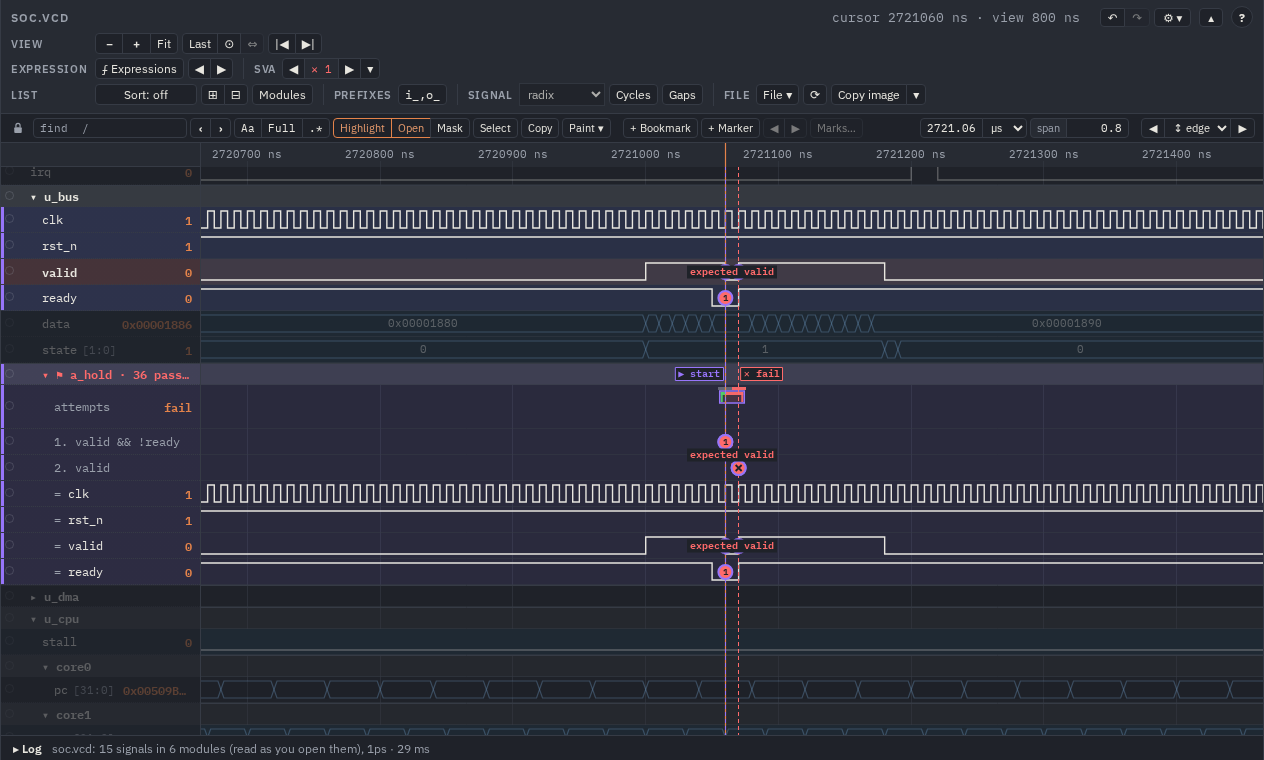 SOC.VCD cursor 2721060 ns · view 800 ns ↶ ↷ ⚙ ▾ ▲ ?
VIEW − + Fit Last ⊙ ⇔ |◀ ▶|
EXPRESSION ⨍ Expressions ◀ ▶ SVA ◀ × 1 ▶ ▾
LIST Sort: off ⊞ ⊟ Modules PREFIXES i_,o_ SIGNAL radix Cycles Gaps FILE File ▾ ⟳ Copy image ▾
find / ‹ › Aa Full .* Highlight Open Mask Select Copy Paint ▾ + Bookmark + Marker ◀ ▶ Marks… 2721.06 µs span 0.8 ◀ ↕ edge ▶
2720700 ns 2720800 ns 2720900 ns 2721000 ns 2721100 ns 2721200 ns 2721300 ns 2721400 ns
irq 0
▾ u_bus
clk 1
rst_n 1
valid 0 expected valid
ready 0 1
data 0x00001886 0x00001880 0x00001890
state [1:0] 1 0 1 0
▾ ⚑ a_hold · 36 pass… ▶ start × fail
attempts fail
1. valid && !ready 1
expected valid
2. valid ×
= clk 1
= rst_n 1
= valid 0 expected valid
= ready 0 1
▸ u_dma
▾ u_cpu
stall 0
▾ core0
pc [31:0] 0x00509B…
▾ core1
▸ Log soc.vcd: 15 signals in 6 modules (read as you open them), 1ps · 29 ms